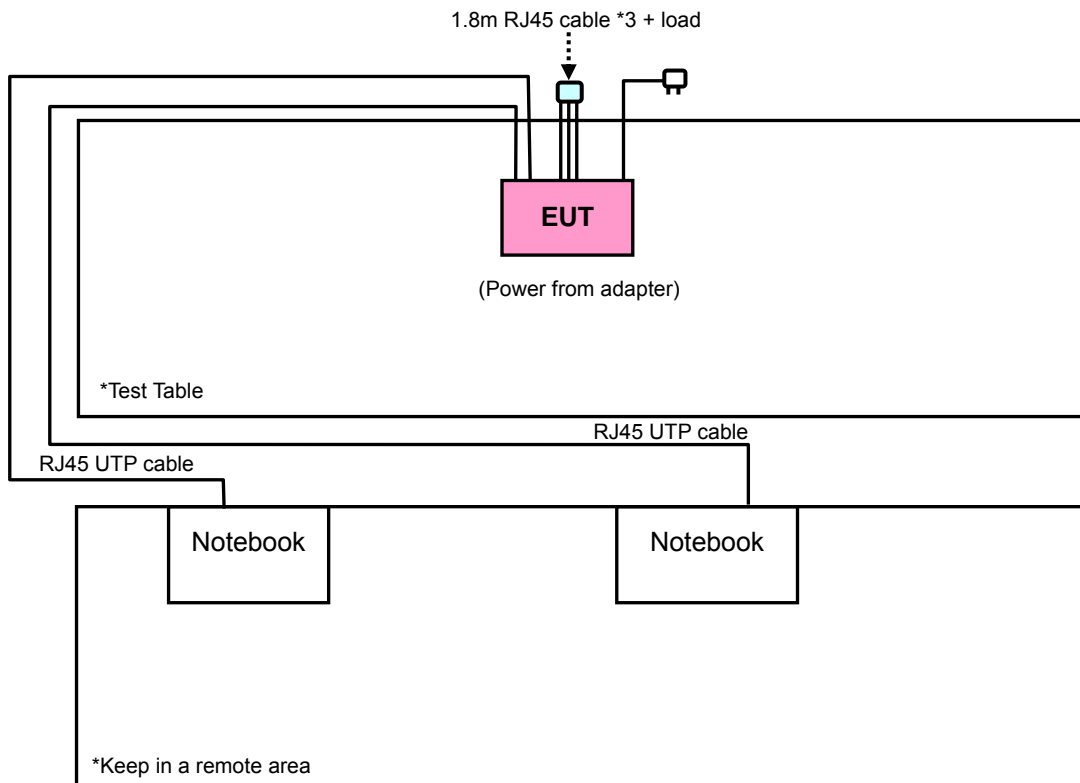 1.8m RJ45 cable *3 + load
EUT
(Power from adapter)
*Test Table
RJ45 UTP cable
RJ45 UTP cable
Notebook
Notebook
*Keep in a remote area